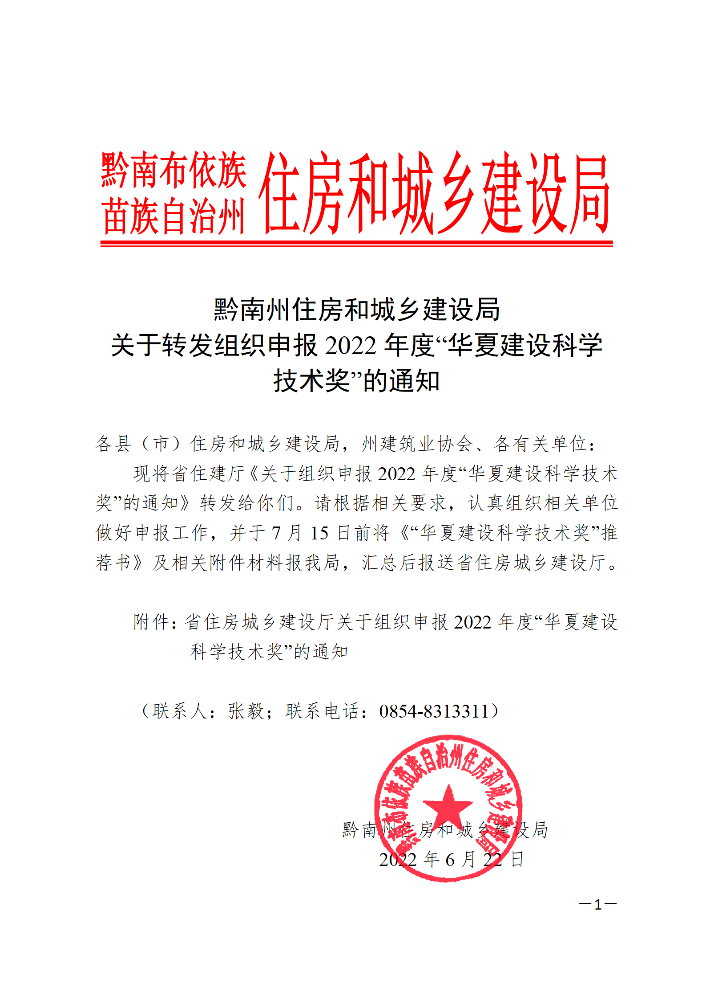 黔南布依族
苗族自治州
住房和城乡建设局
黔南州住房和城乡建设局
关于转发组织申报 2022 年度“华夏建设科学
技术奖”的通知
各县（市）住房和城乡建设局，州建筑业协会、各有关单位：
现将省住建厅《关于组织申报 2022 年度“华夏建设科学技术
奖”的通知》转发给你们。请根据相关要求，认真组织相关单位
做好申报工作，并于 7 月 15 日前将《“华夏建设科学技术奖”推
荐书》及相关附件材料报我局，汇总后报送省住房城乡建设厅。
附件：省住房城乡建设厅关于组织申报 2022 年度“华夏建设
科学技术奖”的通知
（联系人：张毅；联系电话：0854-8313311）
黔南布依族苗族自治州住房和城乡建设局
黔南州住房和城乡建设局
2022 年 6 月 22 日
—1—